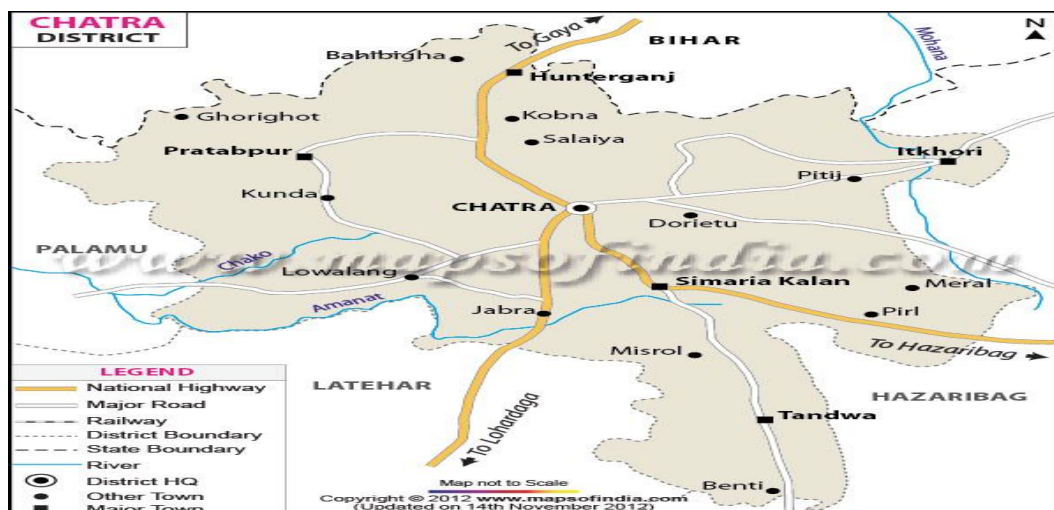 CHATRA
DISTRICT
To Gaya
BIHAR
Mohana
N
Bahibigha
Hunterganj
Ghorighot
Kobna
Salaiya
Pratabpur
Itkhori
Pitij
Kunda
CHATRA
Dorietu
PALAMU
Chako
www.mapsofindia.com
Lowalang
Simaria Kalan
Meral
Amanat
Jabra
Pirl
To Hazaribag
Misrol
LATEHAR
HAZARIBAG
Tandwa
To Lohardaga
Benti
LEGEND
National Highway
Major Road
Railway
District Boundary
State Boundary
River
District HQ
Other Town
Major Town
Map not to Scale
Copyright © 2012 www.mapsofindia.com
(Updated on 14th November 2012)